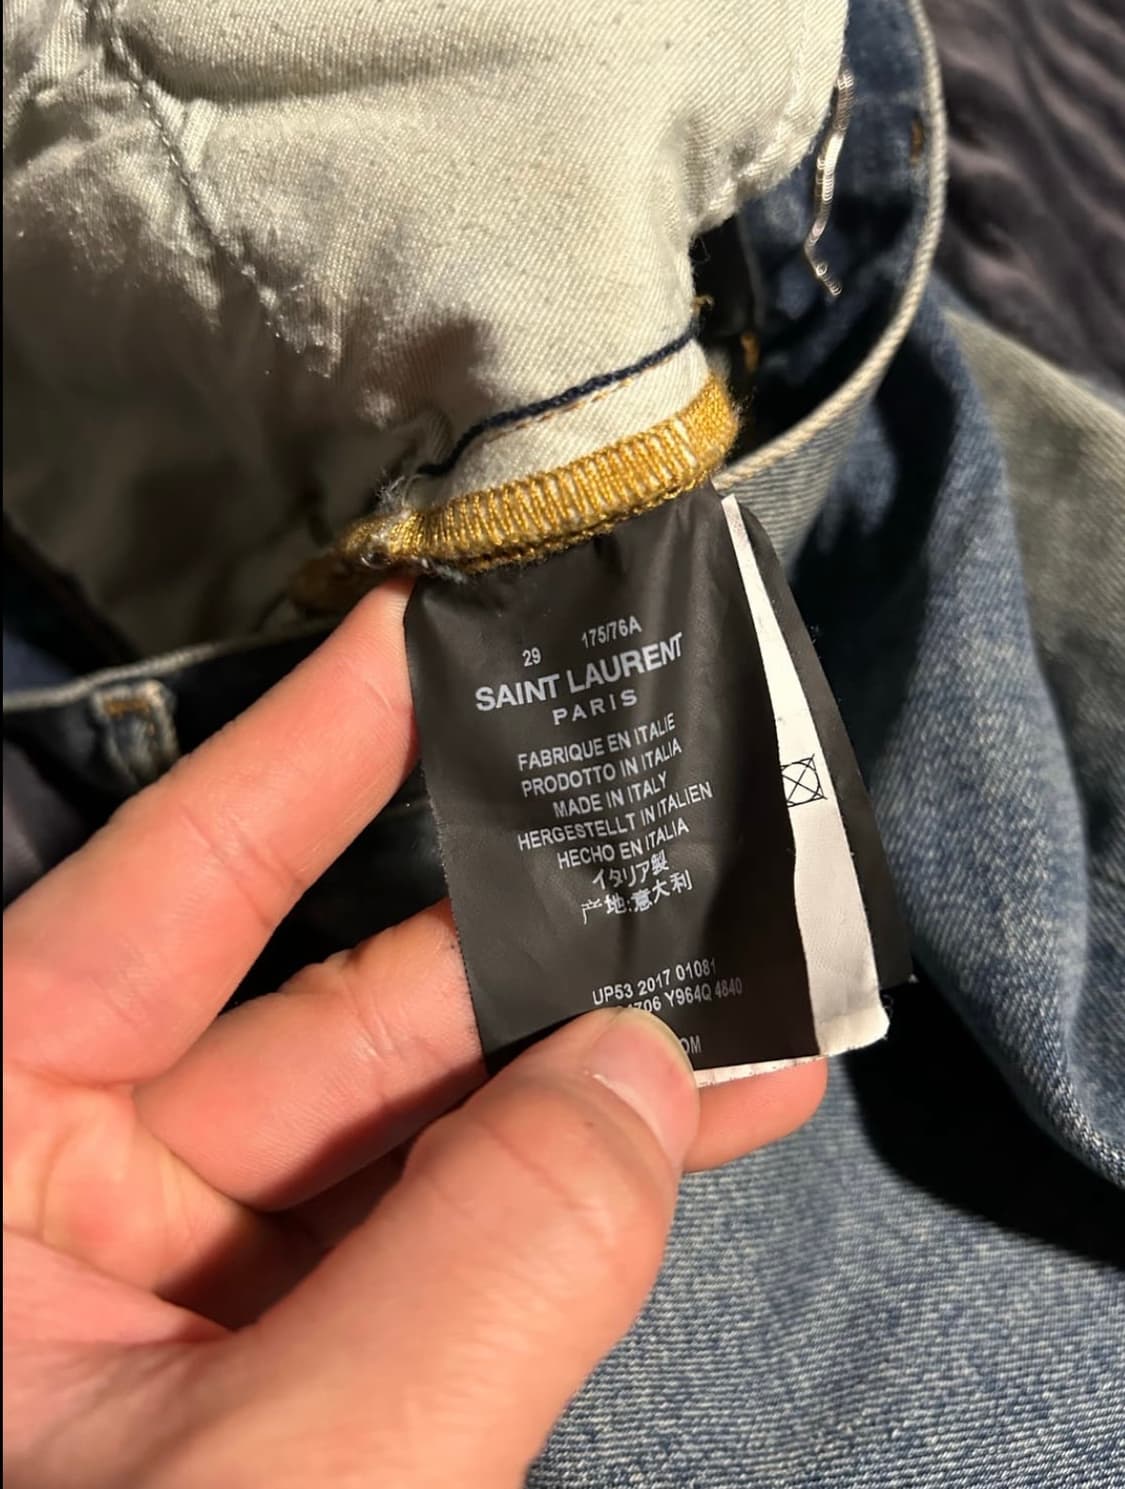 29 175/76A
SAINT LAURENT
PARIS
FABRIQUE EN ITALIE
PRODOTTO IN ITALIA
MADE IN ITALY
HERGESTELLT IN ITALIEN
HECHO EN ITALIA
イタリア製
产地:意大利
UP53 2017 01081
Y964Q 4840